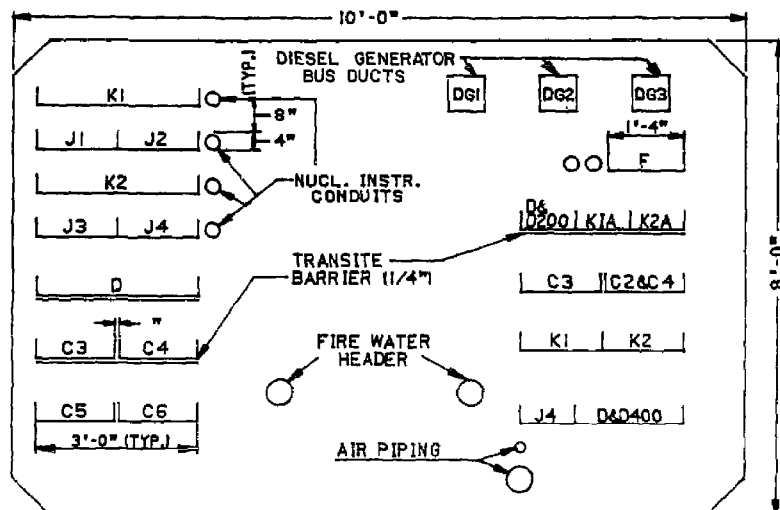 10'-0"
DIESEL GENERATOR
BUS DUCTS
(TYP.)
K1
DG1 DG2 DG3
8"
J1 J2
4"
1'-4"
F
K2
NUCL. INSTR.
CONDUITS
J3 J4
D&
D200 K1A K2A
8'-0"
TRANSITE
BARRIER (1/4")
D
C3 C2&C4
"
C3 C4
FIRE WATER
HEADER
K1 K2
C5 C6
J4 D&D400
3'-0" (TYP.)
AIR PIPING